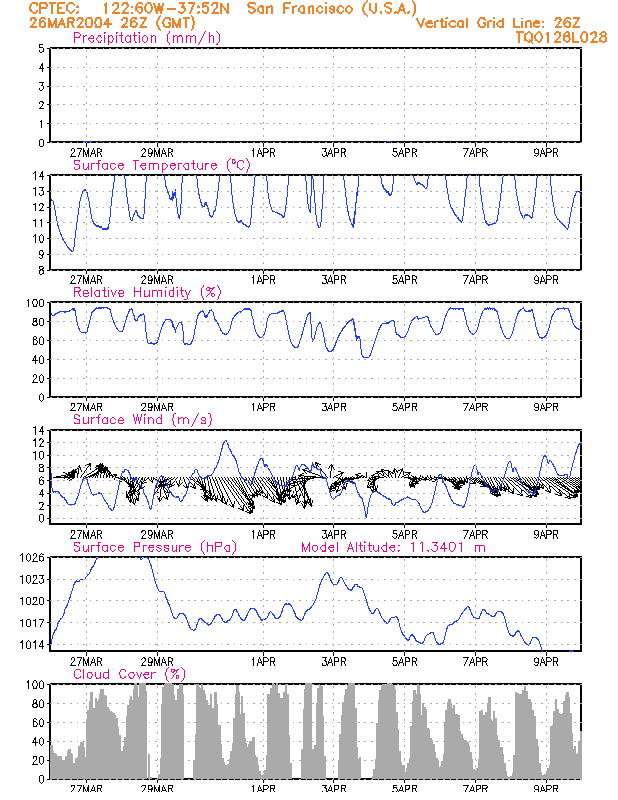 CPTEC: 122:60W-37:52N San Francisco (U.S.A.)
26MAR2004 26Z (GMT) Vertical Grid Line: 26Z
Precipitation (mm/h) TQ0126L028
5
4
3
2
1
0
27MAR 29MAR 1APR 3APR 5APR 7APR 9APR
Surface Temperature (°C)
14
13
12
11
10
9
8
27MAR 29MAR 1APR 3APR 5APR 7APR 9APR
Relative Humidity (%)
100
80
60
40
20
0
27MAR 29MAR 1APR 3APR 5APR 7APR 9APR
Surface Wind (m/s)
14
12
10
8
6
4
2
0
27MAR 29MAR 1APR 3APR 5APR 7APR 9APR
Surface Pressure (hPa) Model Altitude: 11.3401 m
1026
1023
1020
1017
1014
27MAR 29MAR 1APR 3APR 5APR 7APR 9APR
Cloud Cover (%)
100
80
60
40
20
0
27MAR 29MAR 1APR 3APR 5APR 7APR 9APR